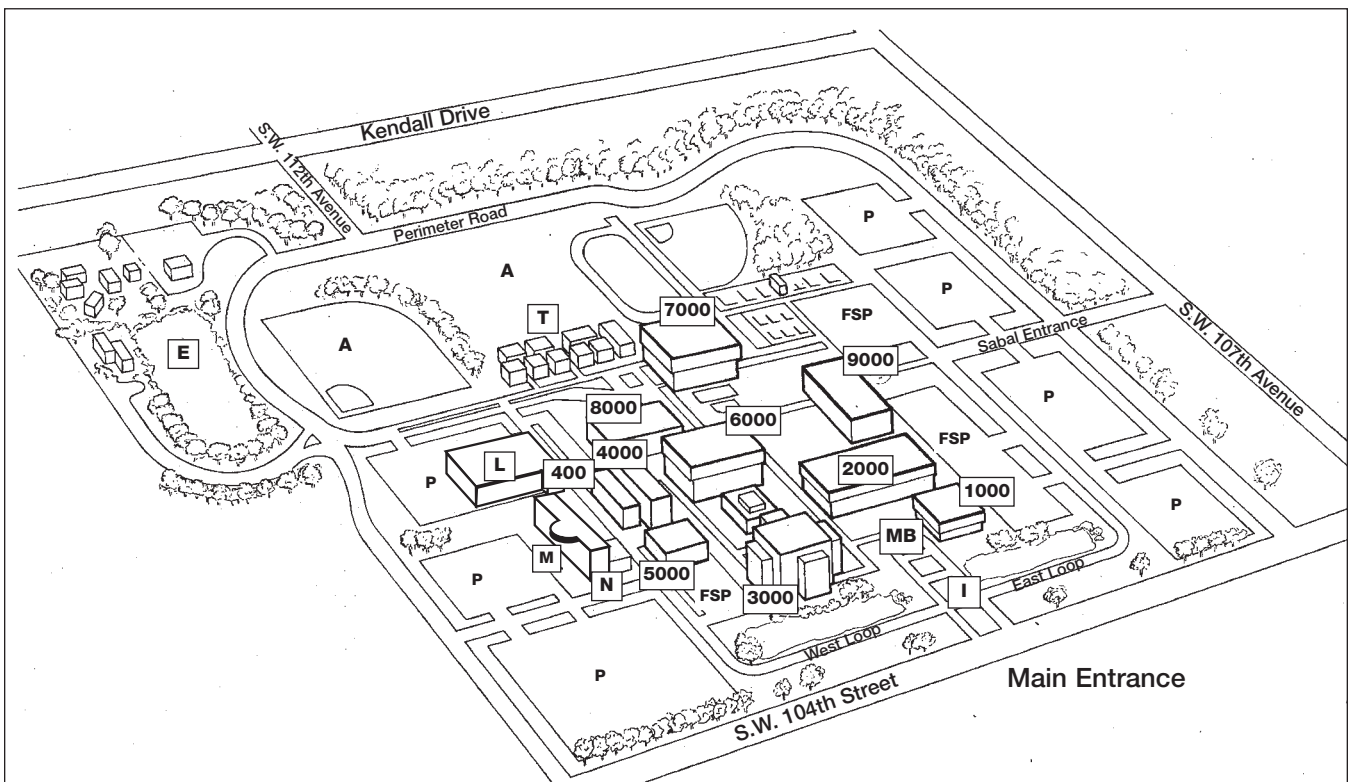 Kendall Drive
S.W. 112th Avenue
Perimeter Road
P
A
T
7000
FSP
P
Sabal Entrance
S.W. 107th Avenue
E
A
9000
P
8000
6000
FSP
L
400
4000
2000
1000
P
P
M
N
5000
FSP
3000
MB
I
East Loop
P
West Loop
P
Main Entrance
S.W. 104th Street